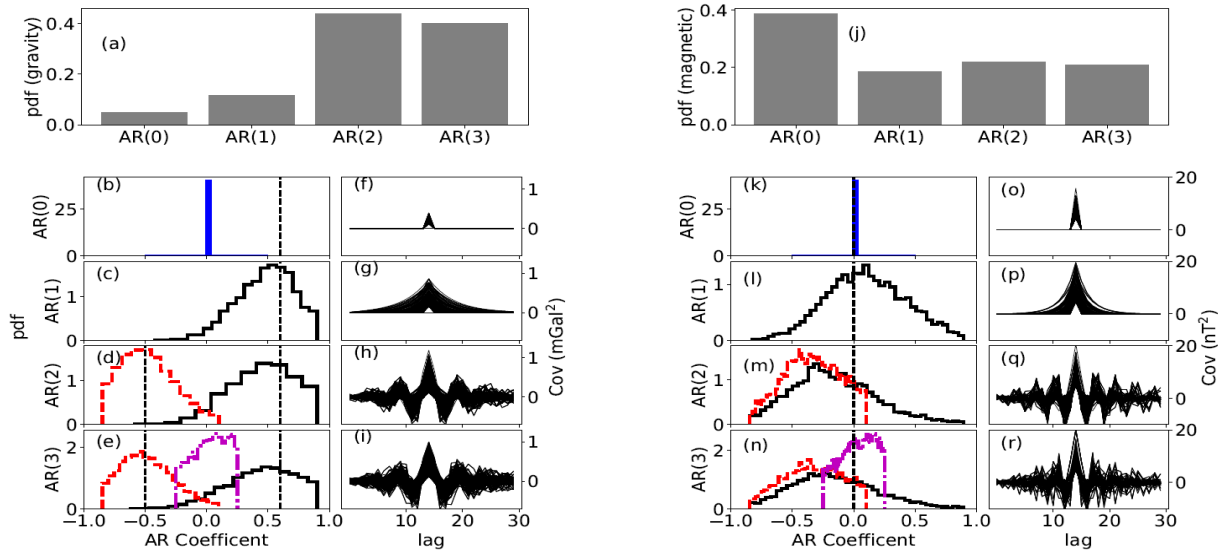 pdf (gravity)
0.4
0.2
0.0
(a)
AR(0) AR(1) AR(2) AR(3)
pdf (magnetic)
0.4
0.2
0.0
(j)
AR(0) AR(1) AR(2) AR(3)
pdf
AR(0)
25
0
(b)
(f)
1
0
AR(1)
1
0
(c)
(g)
1
0
AR(2)
1
0
(d)
(h)
1
0
AR(3)
2
0
(e)
(i)
1
0
Cov (mGal²)
−1.0 −0.5 0.0 0.5 1.0
AR Coefficent
10 20 30
lag
AR(0)
25
0
(k)
(o)
20
0
AR(1)
1
0
(l)
(p)
20
0
AR(2)
1
0
(m)
(q)
20
0
AR(3)
2
0
(n)
(r)
20
0
Cov (nT²)
−1.0 −0.5 0.0 0.5 1.0
AR Coefficent
10 20 30
lag